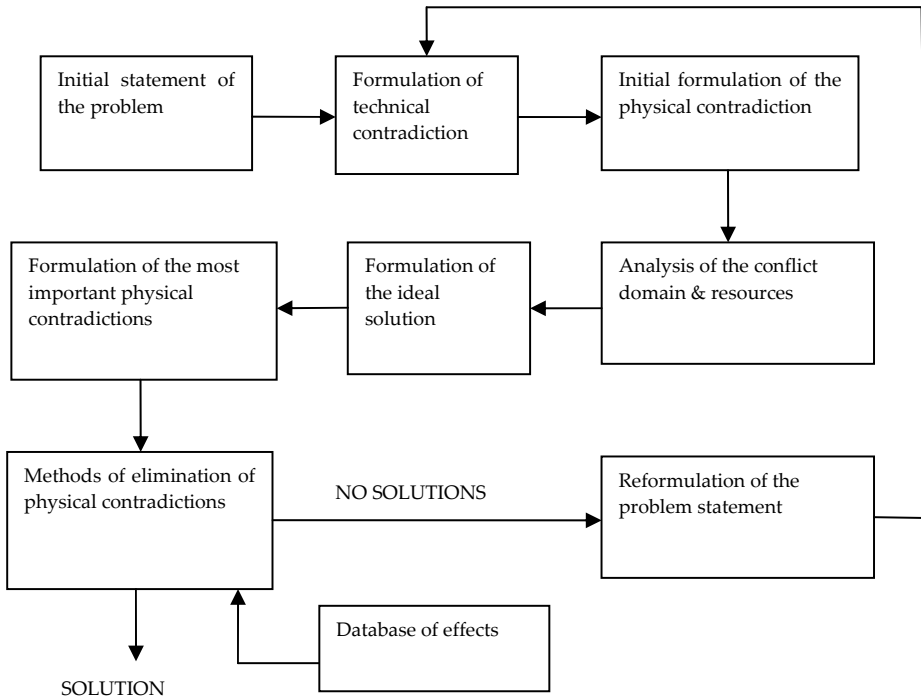 Initial statement of
the problem
Formulation of
technical
contradiction
Initial formulation of the
physical contradiction
Formulation of the most
important physical
contradictions
Formulation of
the ideal
solution
Analysis of the conflict
domain & resources
Methods of elimination of
physical contradictions
NO SOLUTIONS
Reformulation of the
problem statement
Database of effects
SOLUTION